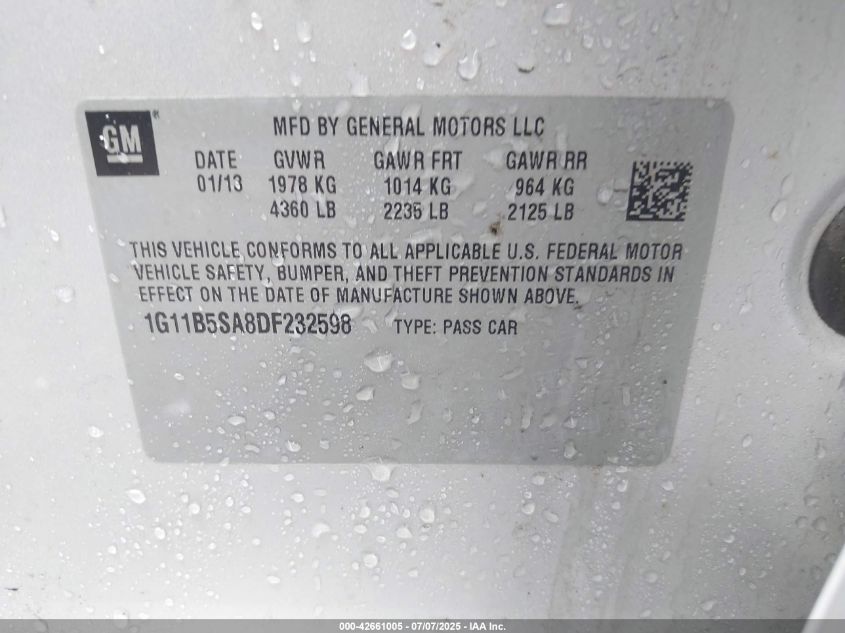 GM®
MFD BY GENERAL MOTORS LLC
DATE GVWR GAWR FRT GAWR RR
01/13 1978 KG 1014 KG 964 KG
4360 LB 2235 LB 2125 LB
THIS VEHICLE CONFORMS TO ALL APPLICABLE U.S. FEDERAL MOTOR
VEHICLE SAFETY, BUMPER, AND THEFT PREVENTION STANDARDS IN
EFFECT ON THE DATE OF MANUFACTURE SHOWN ABOVE.
1G11B5SA8DF232598 TYPE: PASS CAR
000-42661005 - 07/07/2025 - IAA Inc.